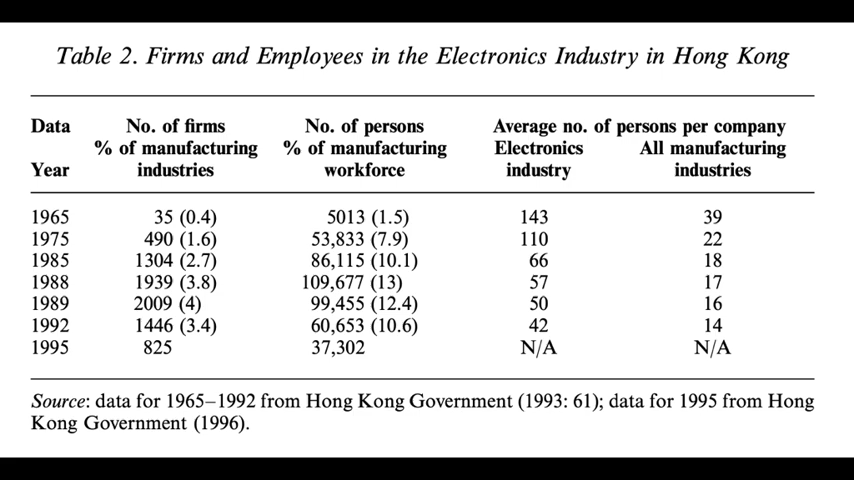 Table 2. Firms and Employees in the Electronics Industry in Hong Kong
Data No. of firms No. of persons Average no. of persons per company
% of manufacturing % of manufacturing Electronics All manufacturing
Year industries workforce industry industries
1965 35 (0.4) 5013 (1.5) 143 39
1975 490 (1.6) 53,833 (7.9) 110 22
1985 1304 (2.7) 86,115 (10.1) 66 18
1988 1939 (3.8) 109,677 (13) 57 17
1989 2009 (4) 99,455 (12.4) 50 16
1992 1446 (3.4) 60,653 (10.6) 42 14
1995 825 37,302 N/A N/A
Source: data for 1965–1992 from Hong Kong Government (1993: 61); data for 1995 from Hong
Kong Government (1996).